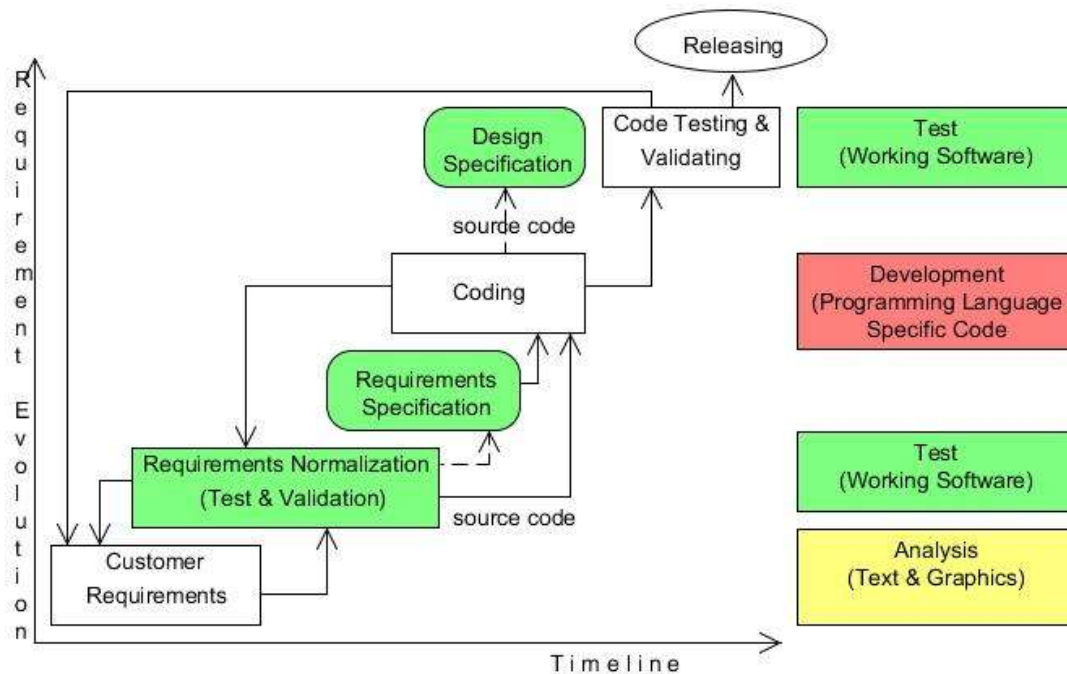 Releasing
Requirement Evolution
Design
Specification
Code Testing &
Validating
Test
(Working Software)
source code
Coding
Development
(Programming Language
Specific Code
Requirements
Specification
Requirements Normalization
(Test & Validation)
source code
Test
(Working Software)
Customer
Requirements
Analysis
(Text & Graphics)
Timeline